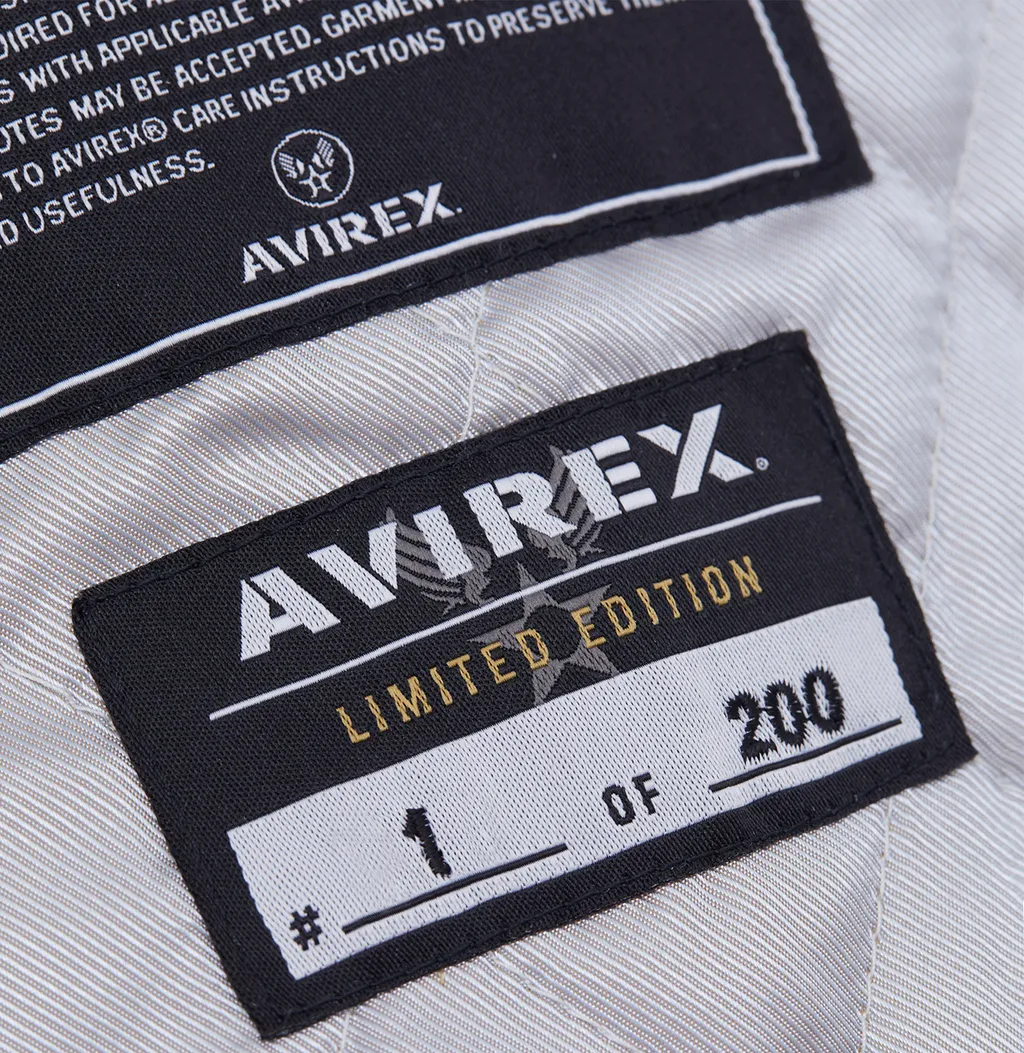 WITH APPLICABLE
MAY BE ACCEPTED. GARMENT
TO AVIREX® CARE INSTRUCTIONS TO PRESERVE
USEFULNESS.
AVIREX.
AVIREX
LIMITED EDITION
# 1 OF 200